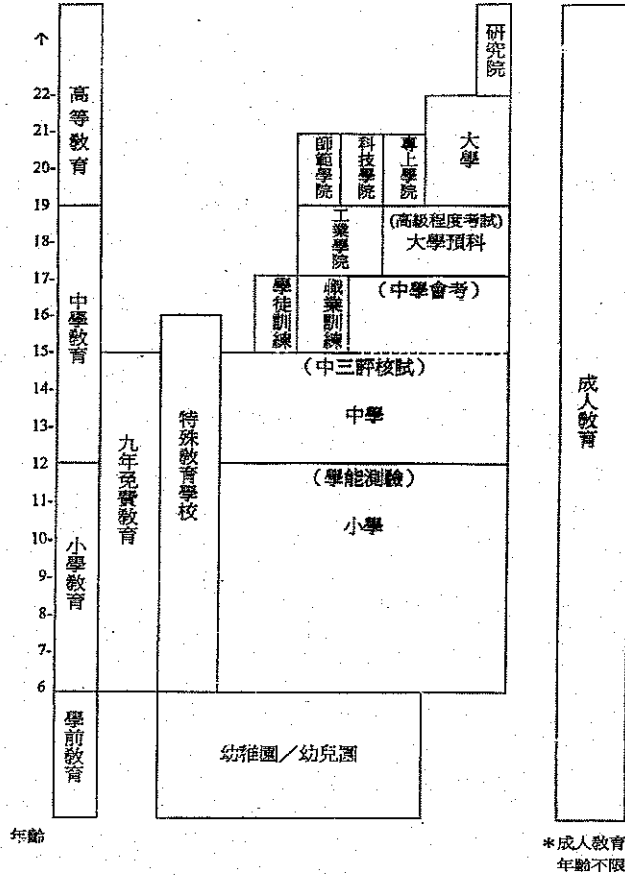 ↑
研究院
22-
高等教育
21-
師範學院
科技學院
專上學院
大學
20-
19
工業學院
(高級程度考試)
大學預科
18-
17-
中學教育
學徒訓練
職業訓練
(中學會考)
16-
15-
(中三評核試)
14-
九年免費教育
特殊教育學校
中學
成人教育
13-
12
(學能測驗)
11-
小學教育
小學
10-
9-
8-
7-
6
學前教育
幼稚園／幼兒園
年齡
*成人教育
年齡不限